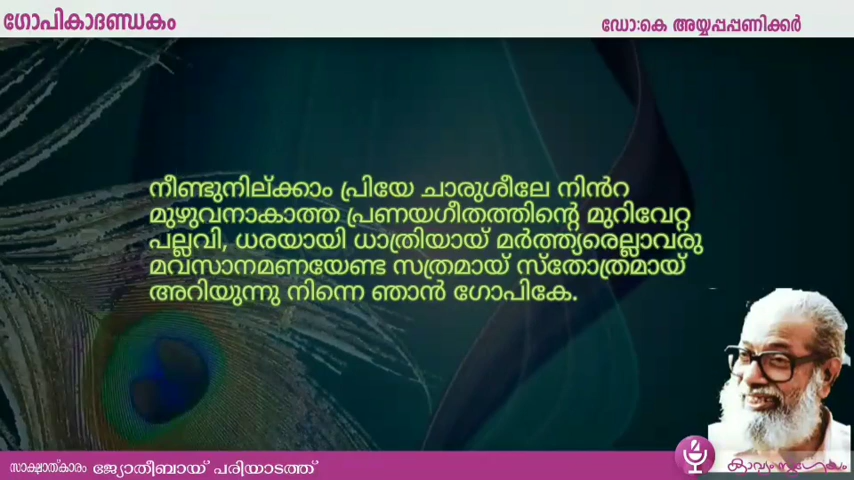 ഗോപികാദണ്ഡകം
ഡോ:കെ അയ്യപ്പപ്പണിക്കർ
നീണ്ടുനില്ക്കാം പ്രിയേ ചാരുശീലേ നിൻറ
മുഴുവനാകാത്ത പ്രണയഗീതത്തിന്റെ മുറിവേറ്റ
പല്ലവി, ധരയായി ധാത്രിയായ് മർത്ത്യരെല്ലാവരു
മവസാനമണയേണ്ട സത്രമായ് സ്തോത്രമായ്
അറിയുന്നു നിന്നെ ഞാൻ ഗോപികേ.
സാക്ഷാത്കാരം ജ്യോതീബായ് പരിയാടത്ത്